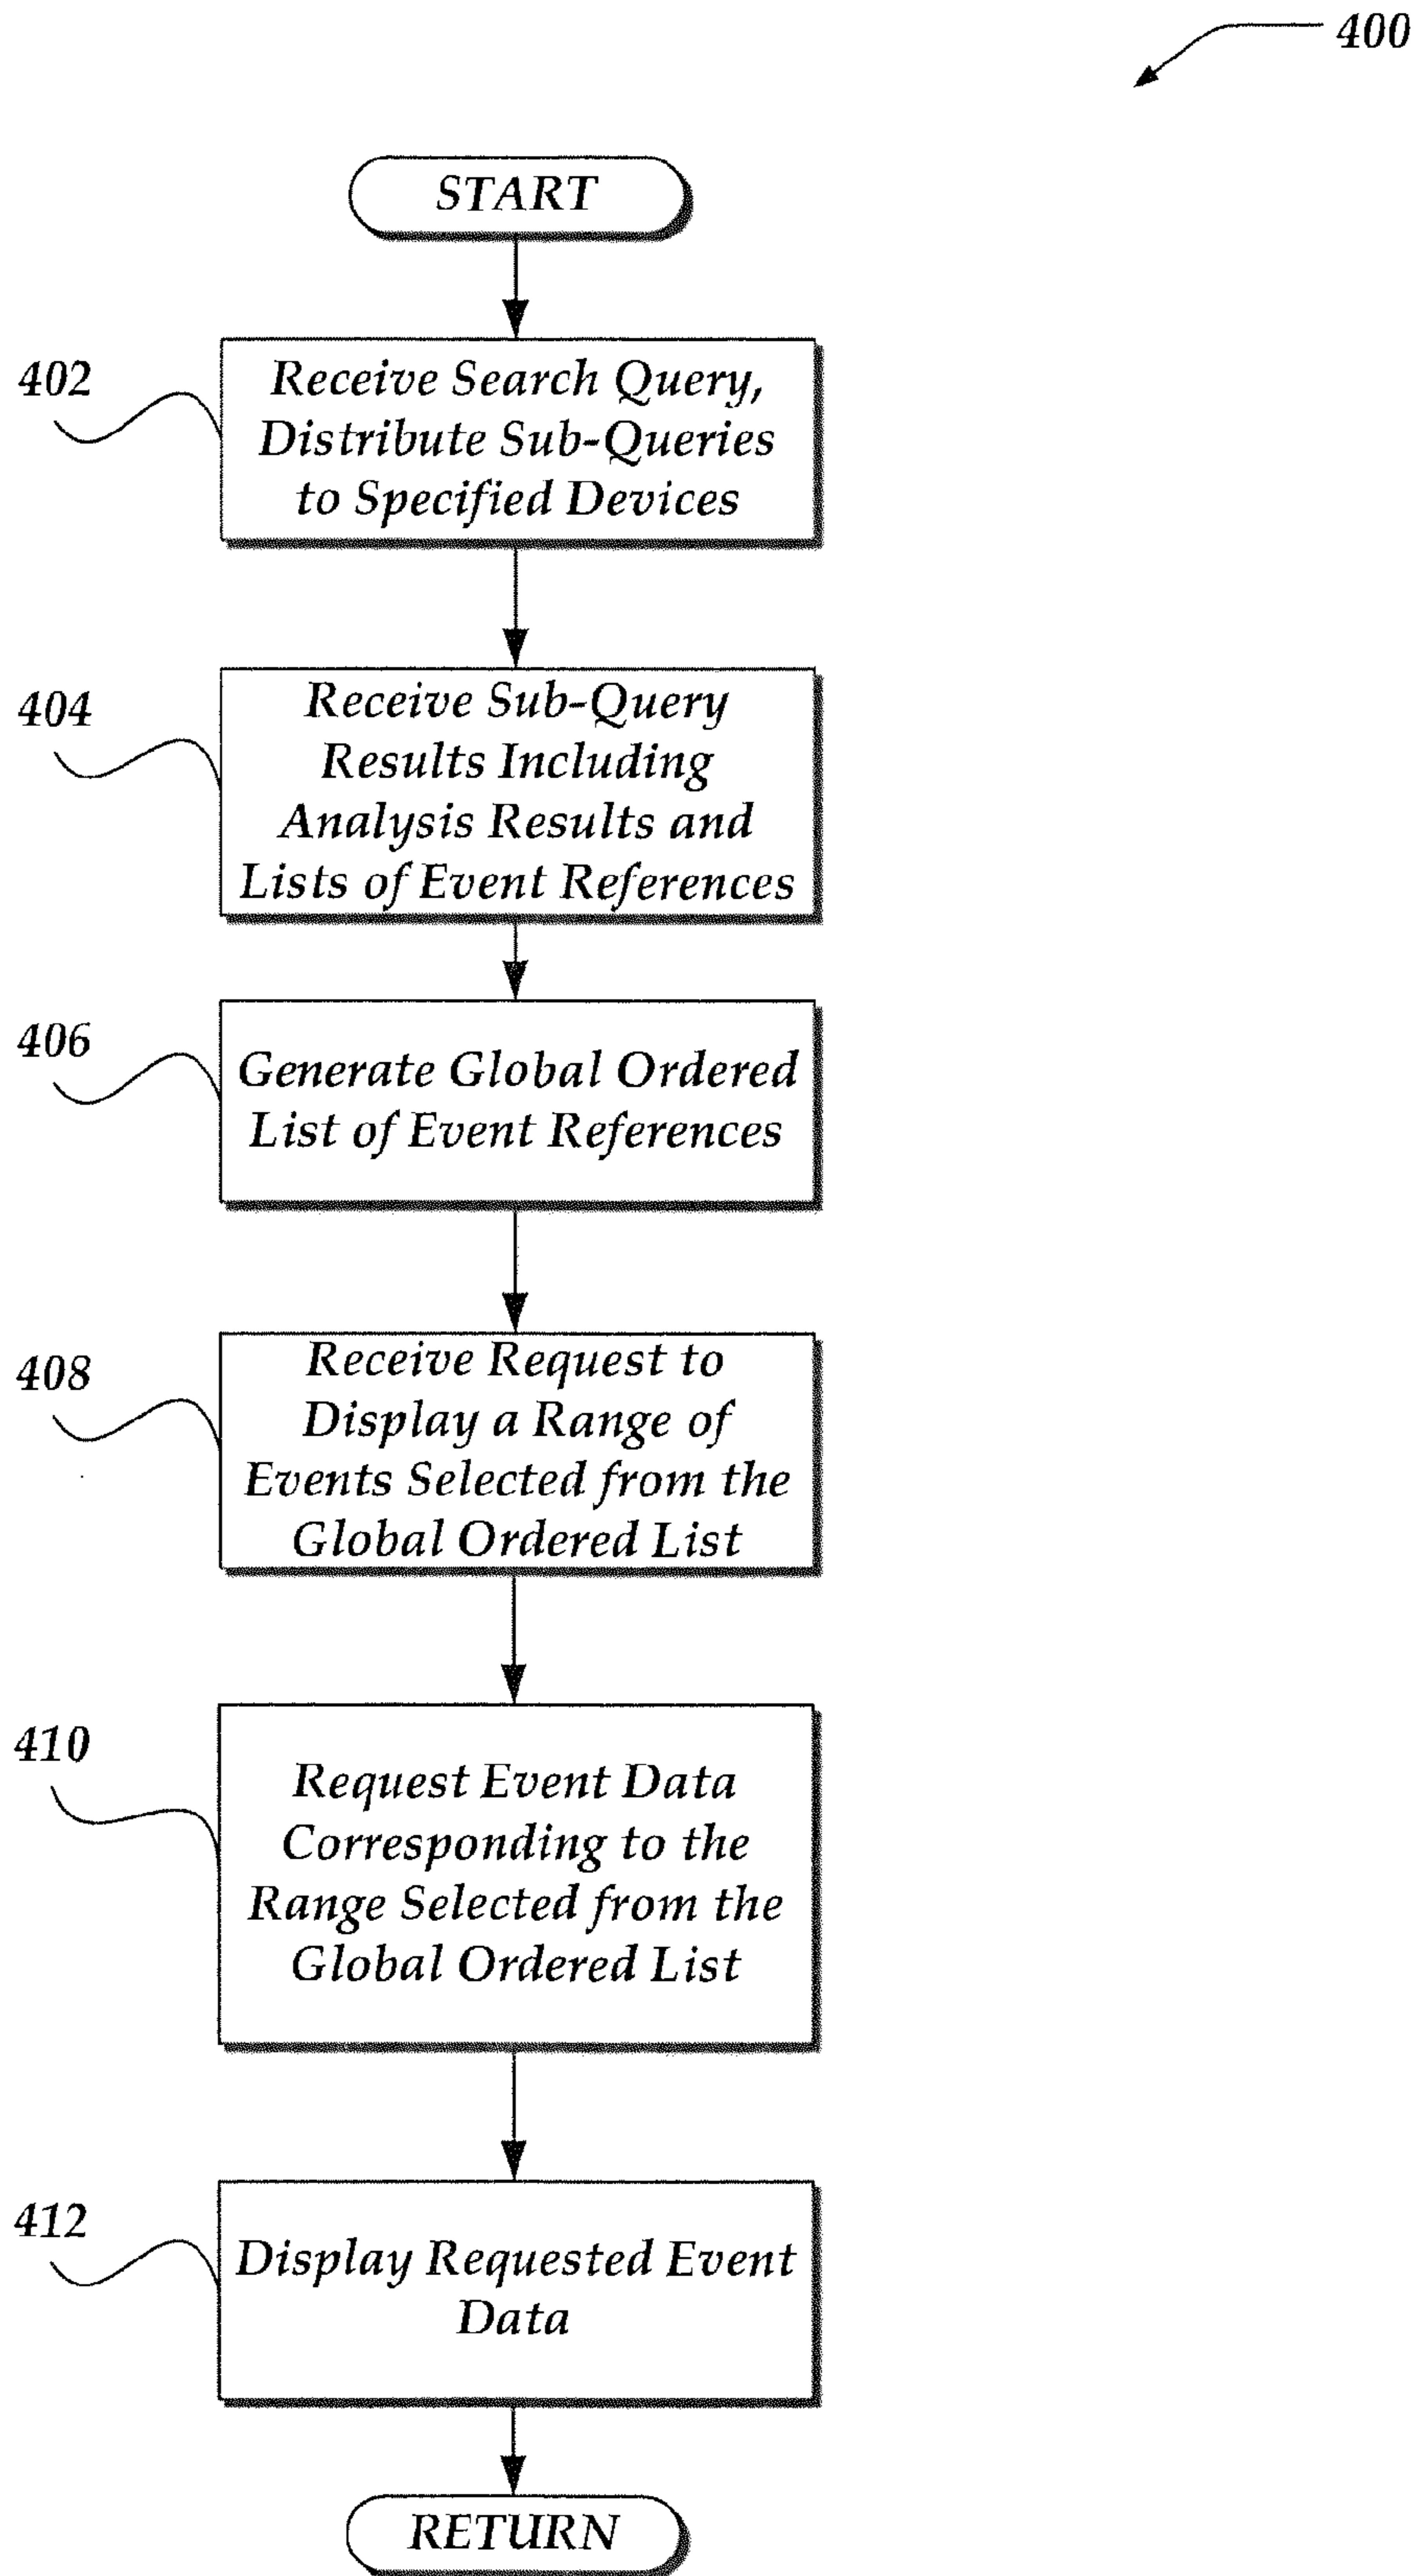 400
START
402
Receive Search Query,
Distribute Sub-Queries
to Specified Devices
404
Receive Sub-Query
Results Including
Analysis Results and
Lists of Event References
406
Generate Global Ordered
List of Event References
408
Receive Request to
Display a Range of
Events Selected from the
Global Ordered List
410
Request Event Data
Corresponding to the
Range Selected from the
Global Ordered List
412
Display Requested Event
Data
RETURN